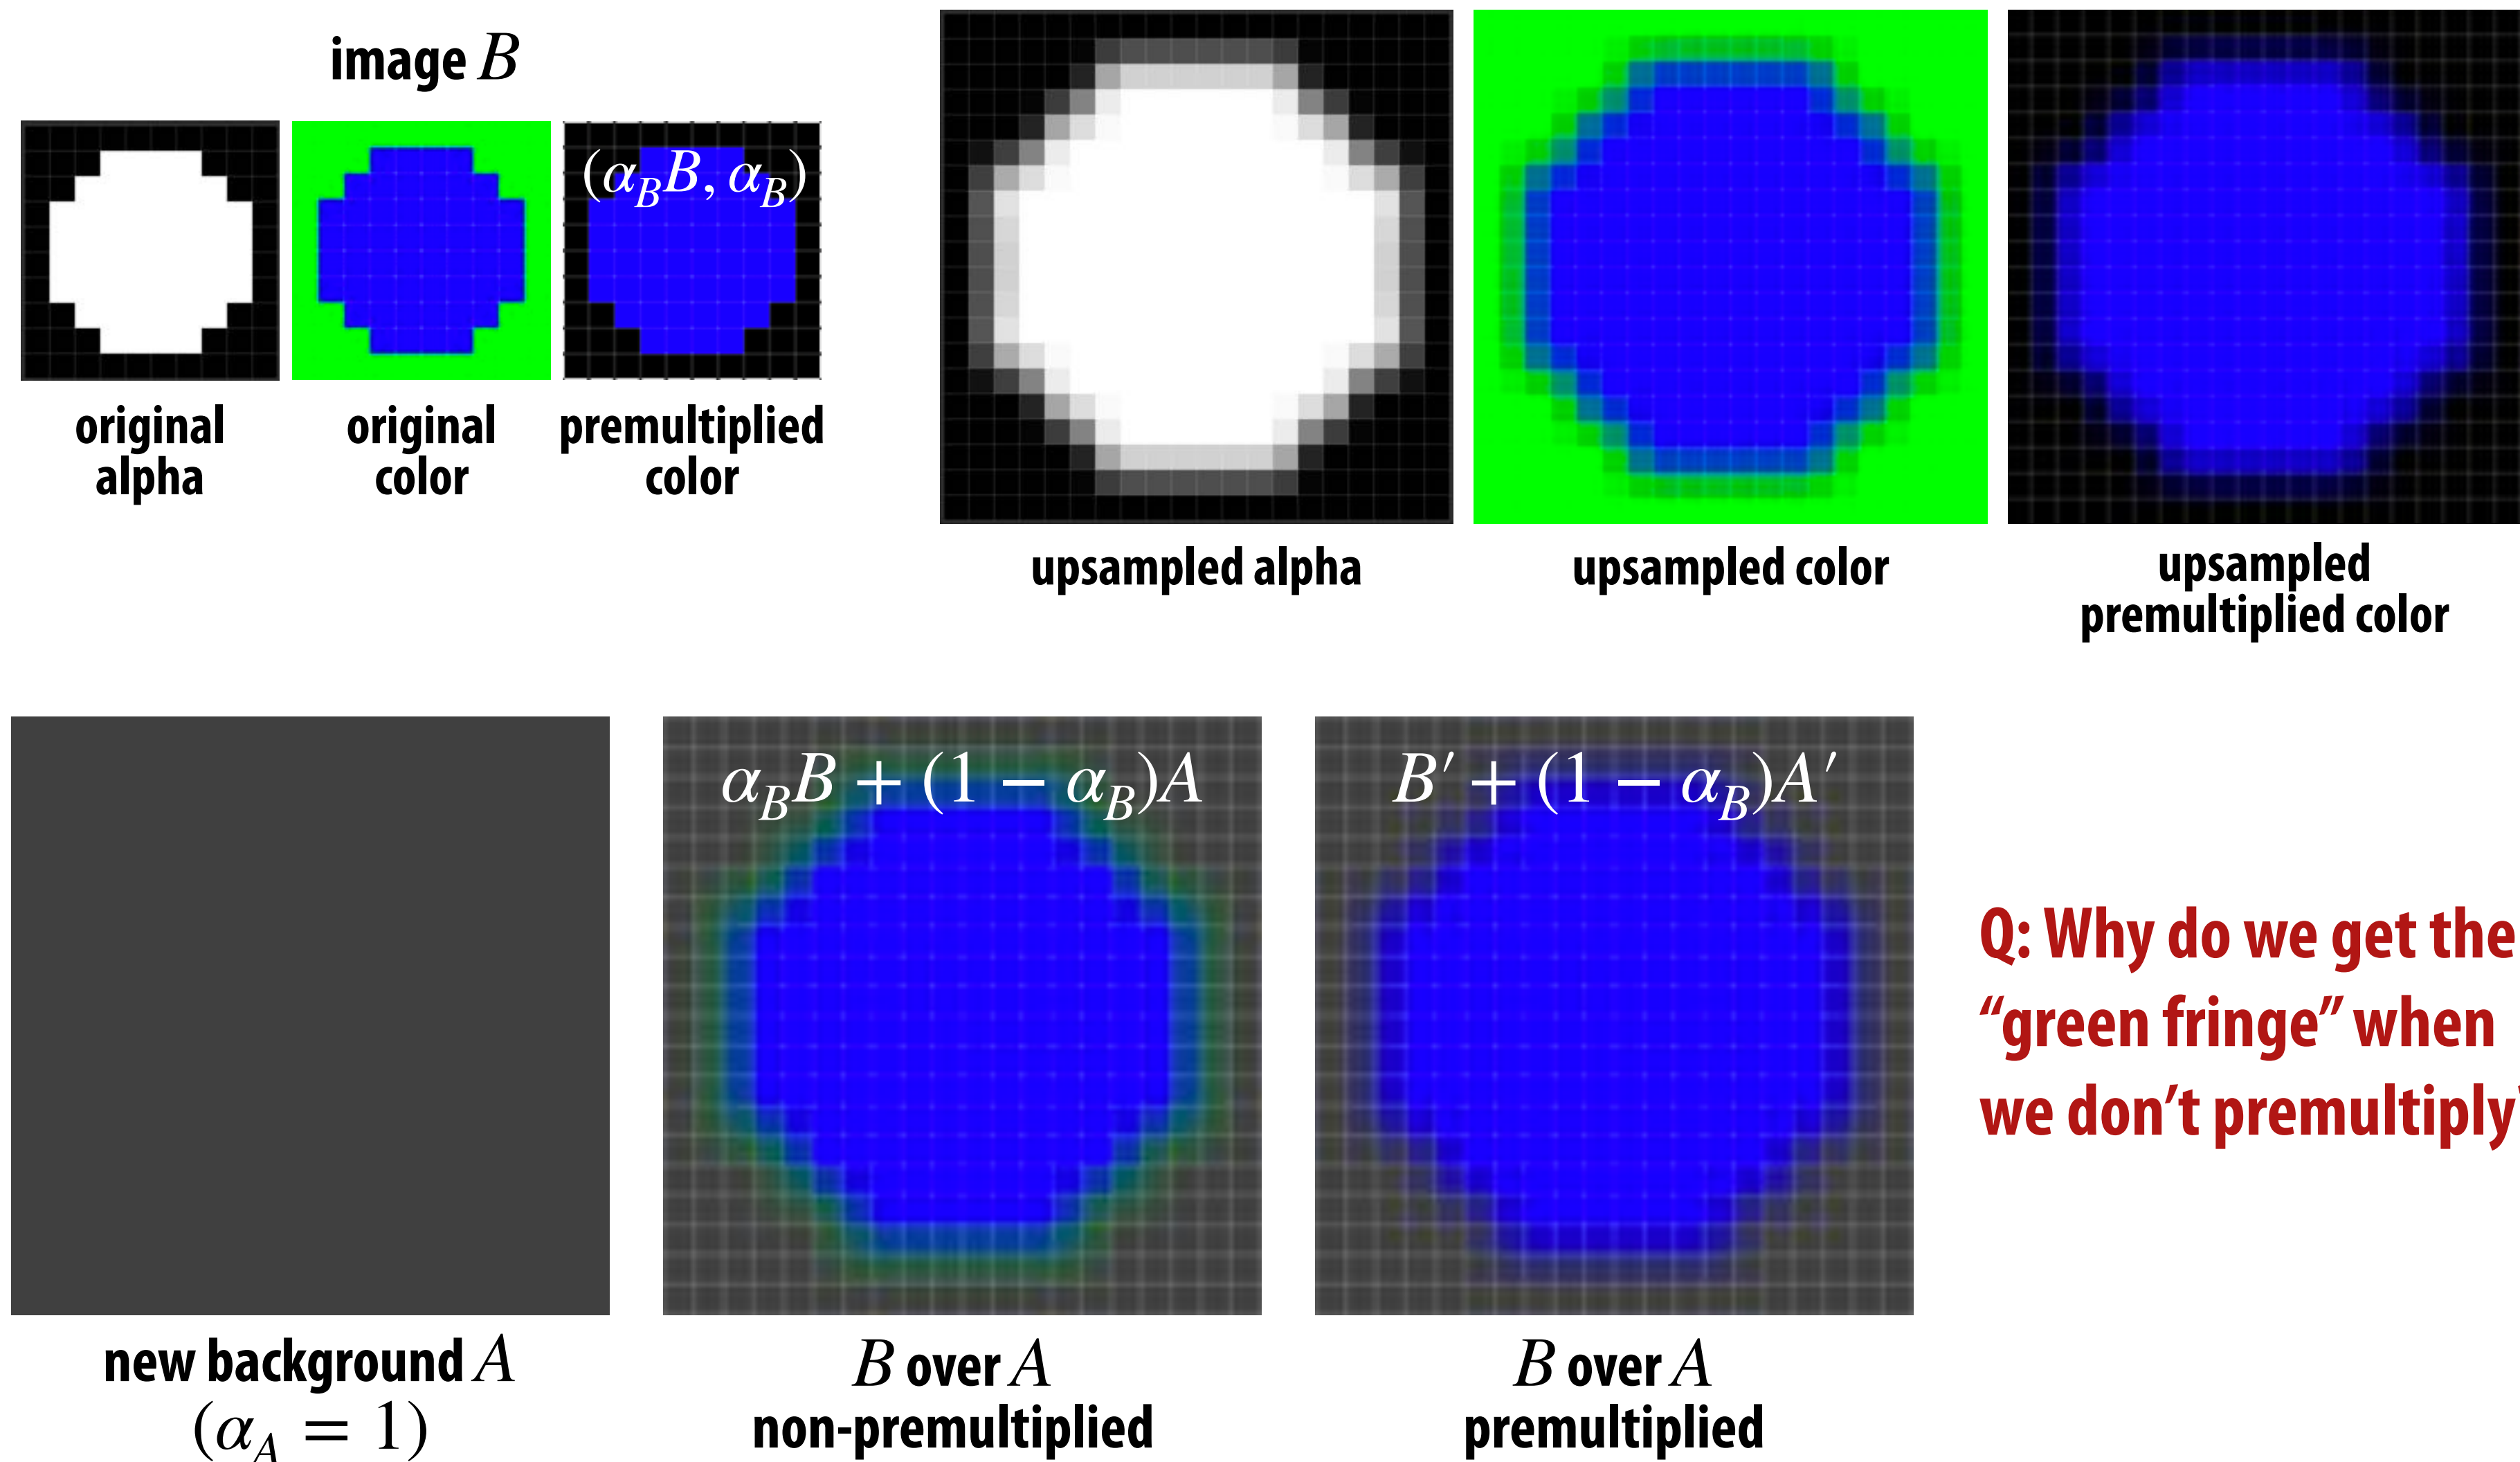 image B
(α_B B, α_B)
original
alpha
original
color
premultiplied
color
upsampled alpha
upsampled color
upsampled
premultiplied color
α_B B + (1 − α_B)A
B′ + (1 − α_B)A′
Q: Why do we get the
“green fringe” when
we don’t premultiply
new background A
(α_A = 1)
B over A
non-premultiplied
B over A
premultiplied